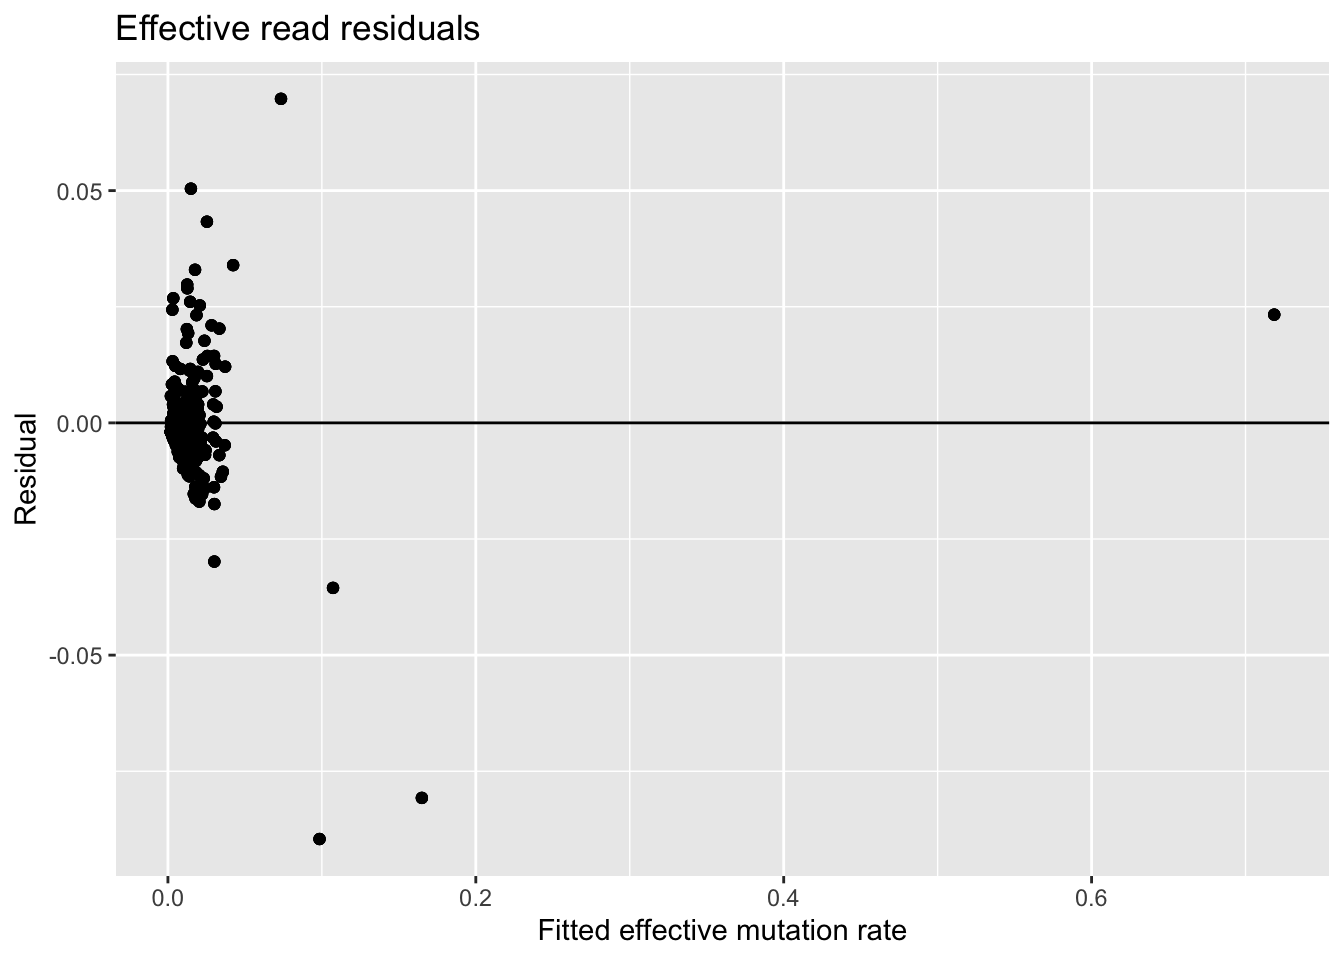 Effective read residuals
0.05
0.00
-0.05
Residual
0.0 0.2 0.4 0.6
Fitted effective mutation rate